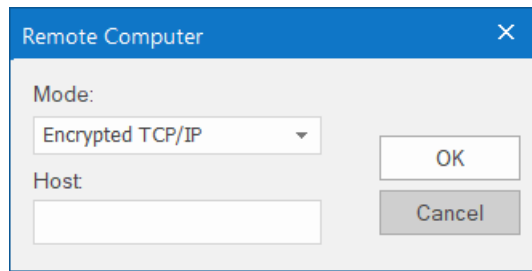 Remote Computer
Mode:
Encrypted TCP/IP
Host:
OK
Cancel